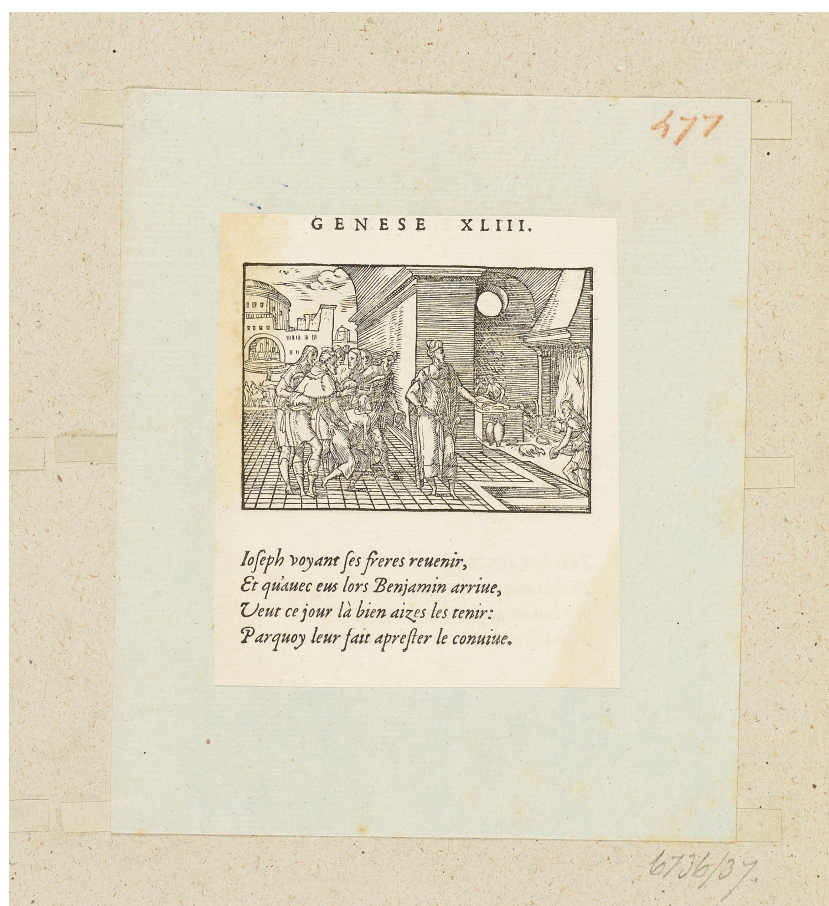 477
GENESE XLIII.
Ioſeph voyant ſes freres reuenir,
Et qu'auec eus lors Benjamin arriue,
Veut ce jour là bien aizes les tenir:
Parquoy leur fait apreſter le conuiue.
6736/37.